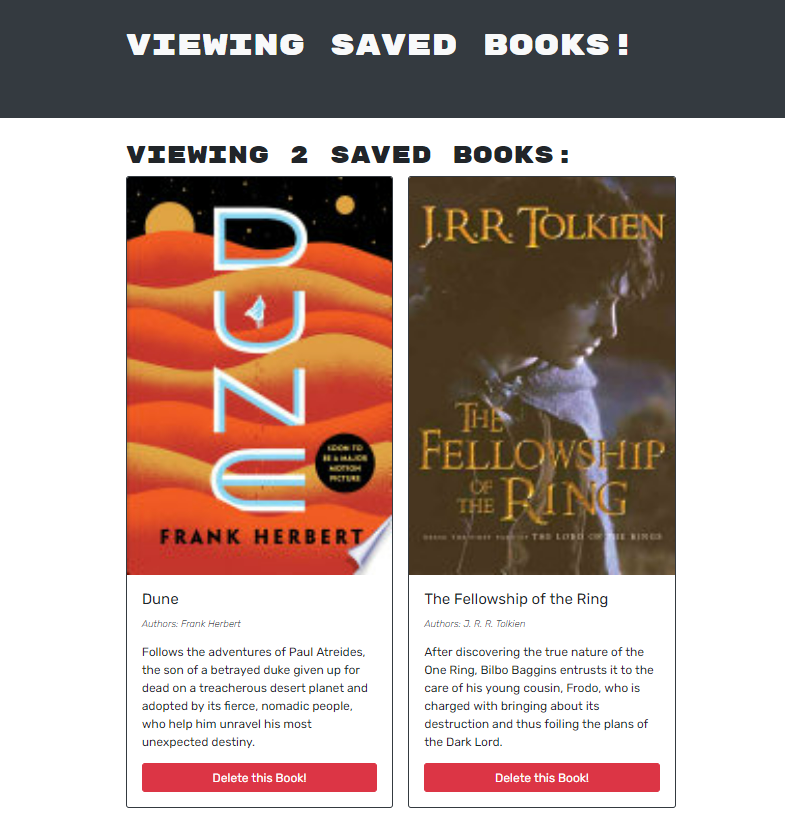 VIEWING SAVED BOOKS!
VIEWING 2 SAVED BOOKS:
DUNE
SOON TO
BE A MAJOR
MOTION
PICTURE
FRANK HERBERT
J.R.R. TOLKIEN
THE
FELLOWSHIP
OF
THE RING
BEING THE FIRST PART OF THE LORD OF THE RINGS
Dune
Authors: Frank Herbert
Follows the adventures of Paul Atreides,
the son of a betrayed duke given up for
dead on a treacherous desert planet and
adopted by its fierce, nomadic people,
who help him unravel his most
unexpected destiny.
Delete this Book!
The Fellowship of the Ring
Authors: J. R. R. Tolkien
After discovering the true nature of the
One Ring, Bilbo Baggins entrusts it to the
care of his young cousin, Frodo, who is
charged with bringing about its
destruction and thus foiling the plans of
the Dark Lord.
Delete this Book!